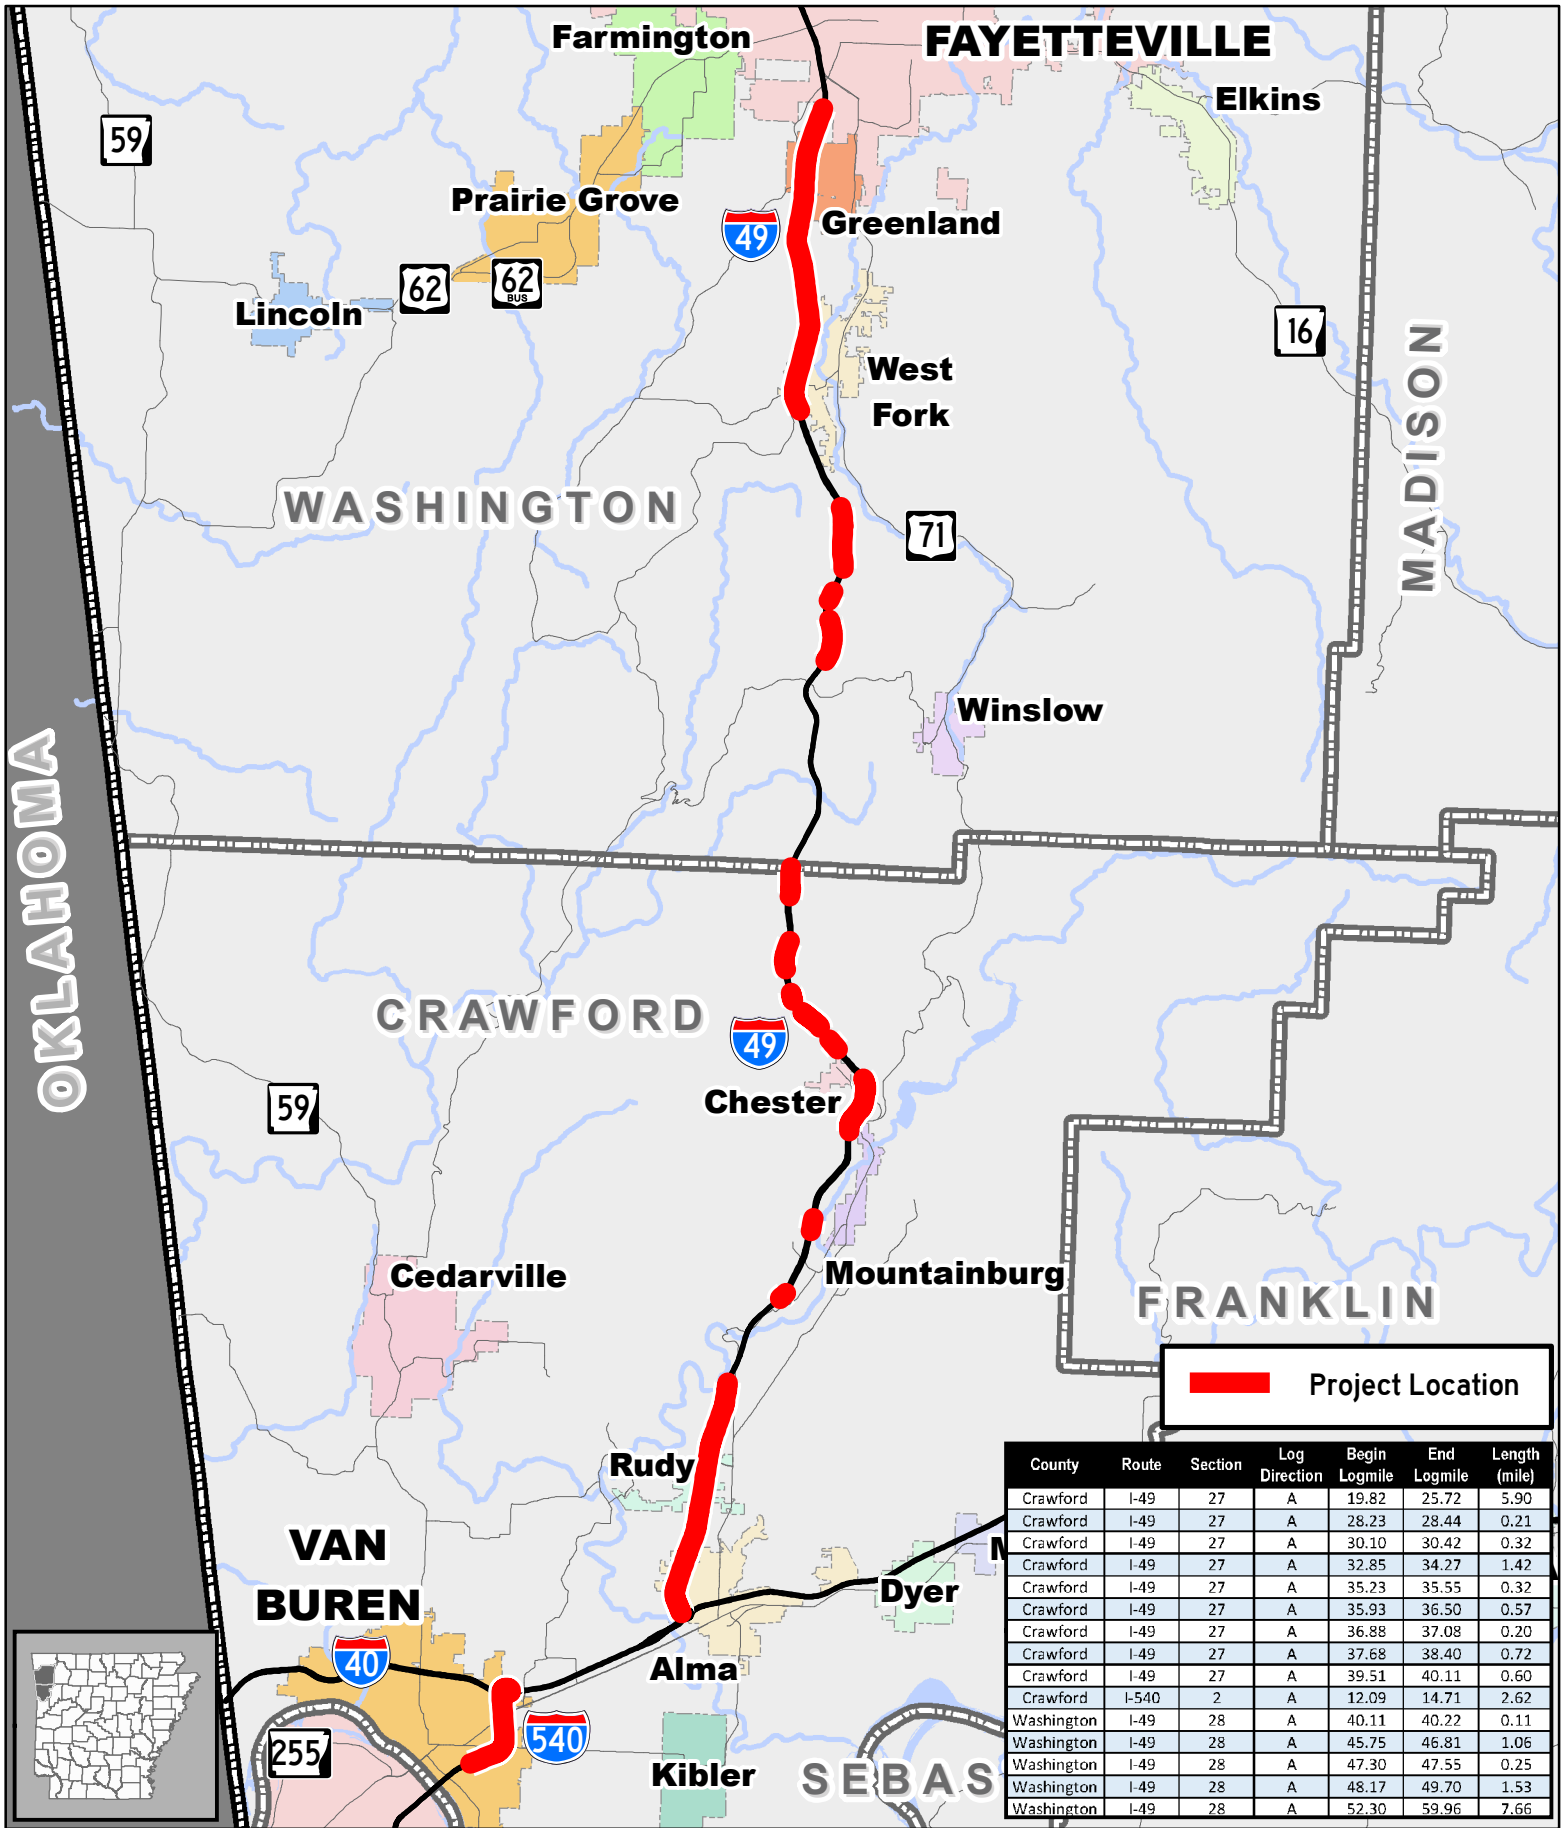 Farmington
FAYETTEVILLE
Elkins
59
Prairie Grove
49
Greenland
62
62
BUS
Lincoln
16
West
Fork
MADISON
WASHINGTON
71
Winslow
OKLAHOMA
CRAWFORD
49
Chester
59
Cedarville
Mountainburg
FRANKLIN
Project Location
Rudy
VAN
BUREN
M
Dyer
40
Alma
540
255
Kibler
SEBAS
County Route Section Log Direction Begin Logmile End Logmile Length (mile)
Crawford I-49 27 A 19.82 25.72 5.90
Crawford I-49 27 A 28.23 28.44 0.21
Crawford I-49 27 A 30.10 30.42 0.32
Crawford I-49 27 A 32.85 34.27 1.42
Crawford I-49 27 A 35.23 35.55 0.32
Crawford I-49 27 A 35.93 36.50 0.57
Crawford I-49 27 A 36.88 37.08 0.20
Crawford I-49 27 A 37.68 38.40 0.72
Crawford I-49 27 A 39.51 40.11 0.60
Crawford I-540 2 A 12.09 14.71 2.62
Washington I-49 28 A 40.11 40.22 0.11
Washington I-49 28 A 45.75 46.81 1.06
Washington I-49 28 A 47.30 47.55 0.25
Washington I-49 28 A 48.17 49.70 1.53
Washington I-49 28 A 52.30 59.96 7.66